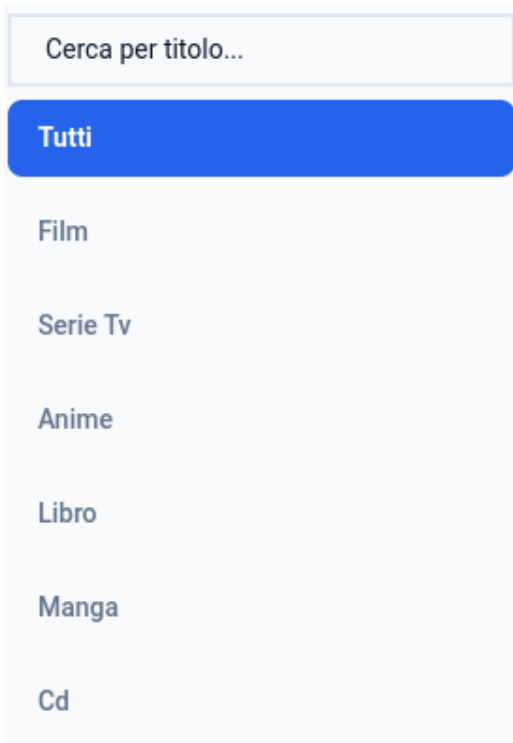 Cerca per titolo...
Tutti
Film
Serie Tv
Anime
Libro
Manga
Cd